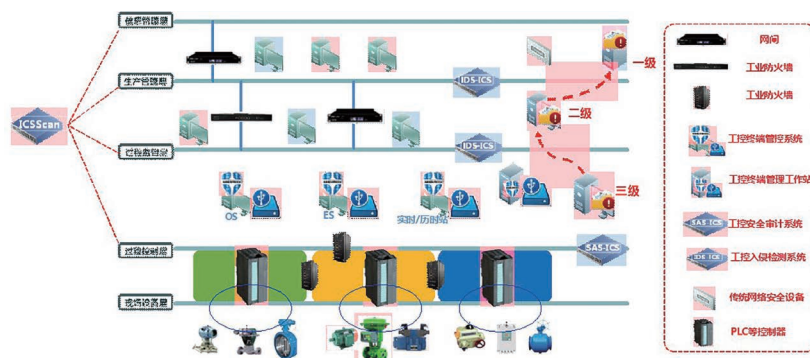 信息管理层
生产管理层
ICSScan
过程监控层
过程控制层
现场设备层
IDS-ICS
一级
二级
IDS-ICS
三级
OS
ES
实时/历时站
SAS-ICS
网闸
工业防火墙
工业防火墙
工控终端管控系统
工控终端管理工作站
SAS-ICS
工控安全审计系统
IDS-ICS
工控入侵检测系统
传统网络安全设备
PLC等控制器